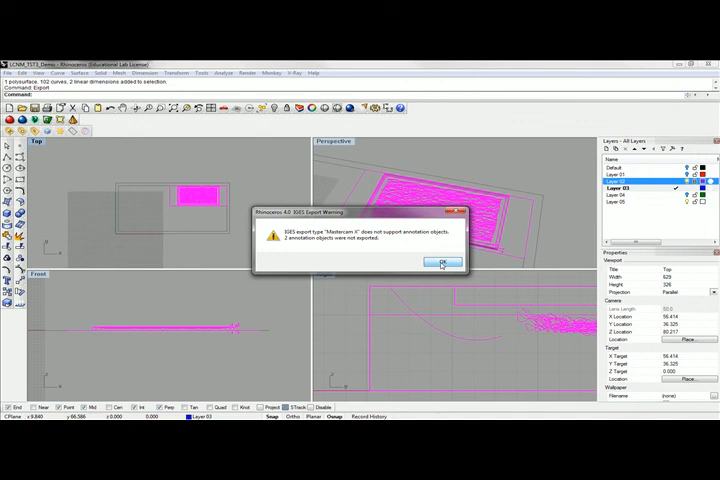 LCNM_TST3_Demo - Rhinoceros (Educational Lab License)
File Edit View Curve Surface Solid Mesh Dimension Transform Tools Analyze Render Monkey X-Ray Help
1 polysurface, 102 curves, 2 linear dimensions added to selection.
Command: Export
Command:
Top
Perspective
Front
Right
Rhinoceros 4.0 IGES Export Warning
IGES export type "Mastercam X" does not support annotation objects.
2 annotation objects were not exported.
OK
Layers - All Layers
Name
Default
Layer 01
Layer 02
Layer 03
Layer 04
Layer 05
Properties
Viewport
Title Top
Width 629
Height 326
Projection Parallel
Camera
Lens Length 50.0
X Location 56.414
Y Location 36.325
Z Location 80.217
Location Place...
Target
X Target 56.414
Y Target 36.325
Z Target 0.000
Location Place...
Wallpaper
Filename (none)
End Near Point Mid Cen Int Perp Tan Quad Knot Project STrack Disable
CPlane x 9.840 y 66.586 z 0.000 Layer 03 Snap Ortho Planar Osnap Record History